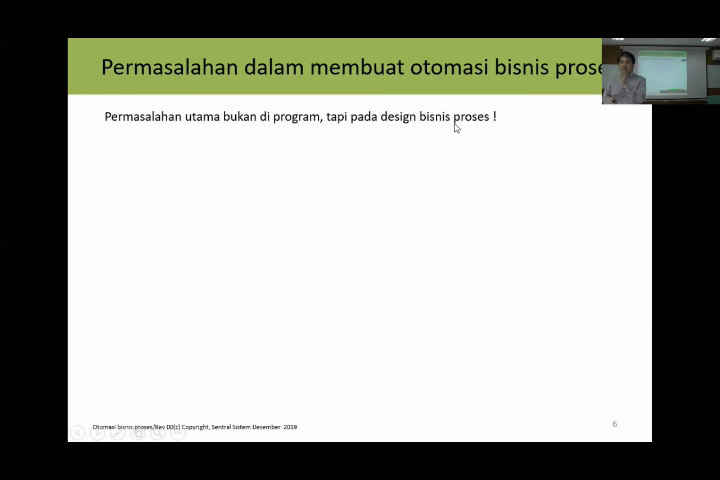 Permasalahan dalam membuat otomasi bisnis prose
Permasalahan utama bukan di program, tapi pada design bisnis proses !
Otomasi bisnis proses/Rev 00(c) Copyright, Sentral Sistem Desember 2019
6